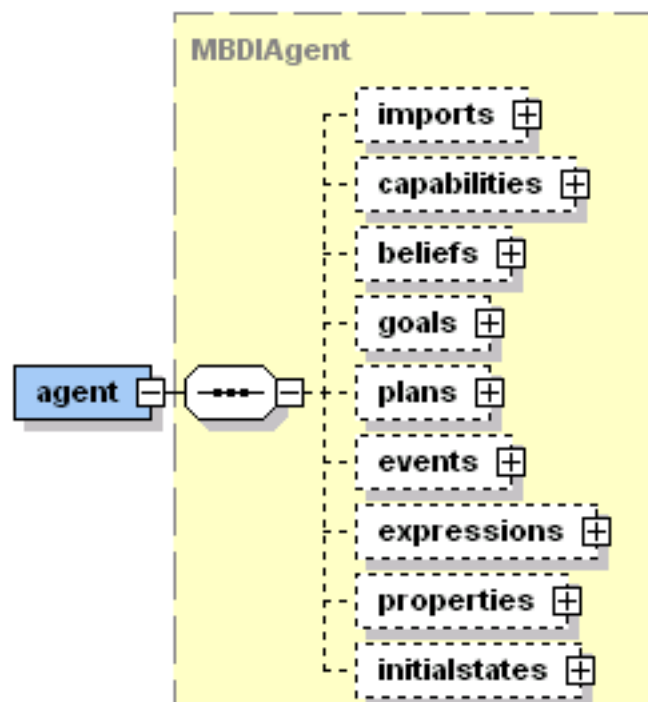 MBDIAgent
imports
capabilities
beliefs
goals
agent
plans
events
expressions
properties
initialstates